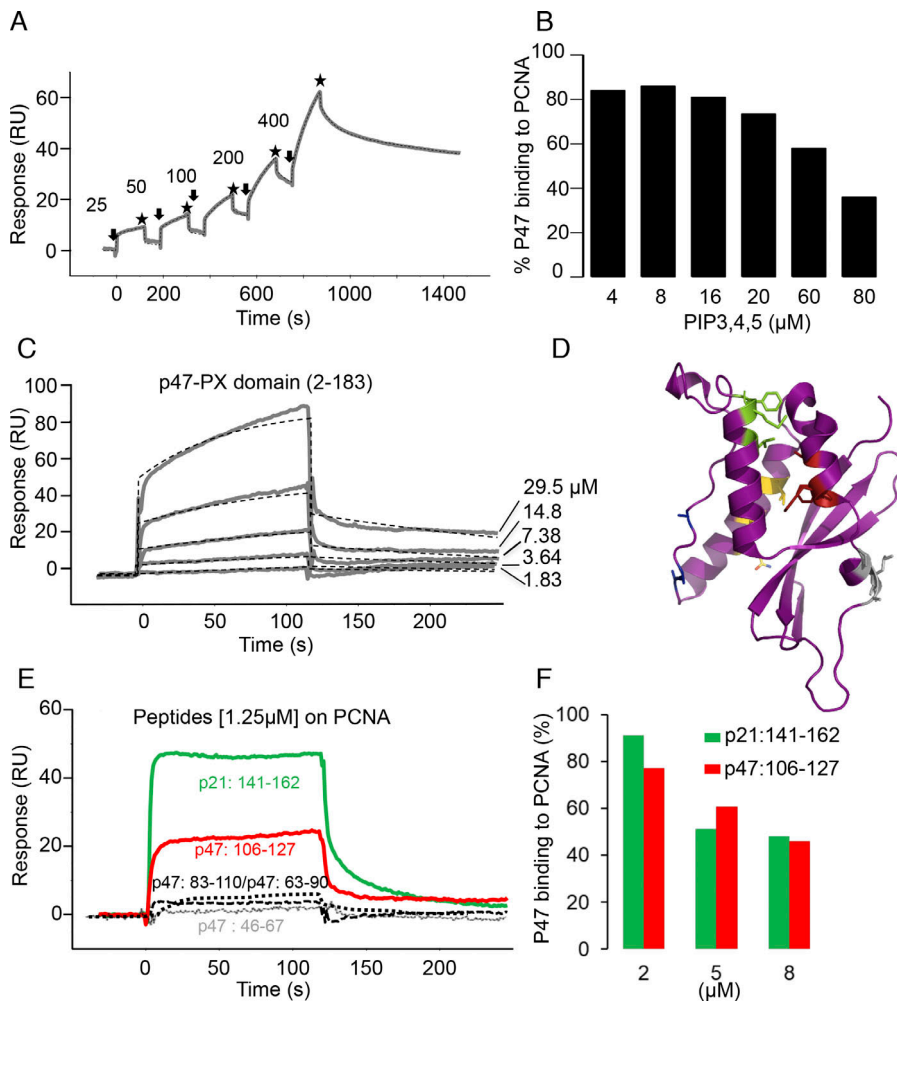 A
Response (RU)
60
40
20
0
25
50
100
200
400
0 200 600 1000 1400
Time (s)
B
% P47 binding to PCNA
100
80
60
40
20
0
4 8 16 20 60 80
PIP3,4,5 (µM)
C
p47-PX domain (2-183)
Response (RU)
100
80
60
40
20
0
29.5 µM
14.8
7.38
3.64
1.83
0 100 200
Time (s)
D
E
Peptides [1.25µM] on PCNA
Response (RU)
60
40
20
0
p21: 141-162
p47: 106-127
p47: 83-110/p47: 63-90
p47 : 46-67
0 100 200
Time (s)
F
P47 binding to PCNA (%)
100
80
60
40
20
0
p21:141-162
p47:106-127
2 5 8
(µM)